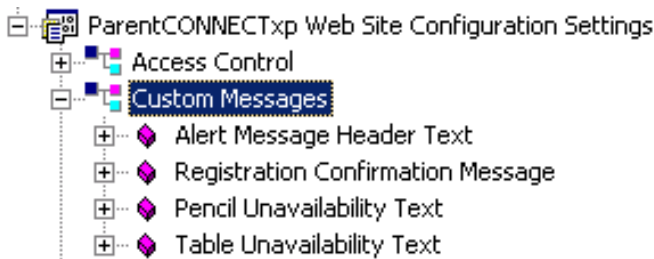 ParentCONNECTxp Web Site Configuration Settings
Access Control
Custom Messages
Alert Message Header Text
Registration Confirmation Message
Pencil Unavailability Text
Table Unavailability Text